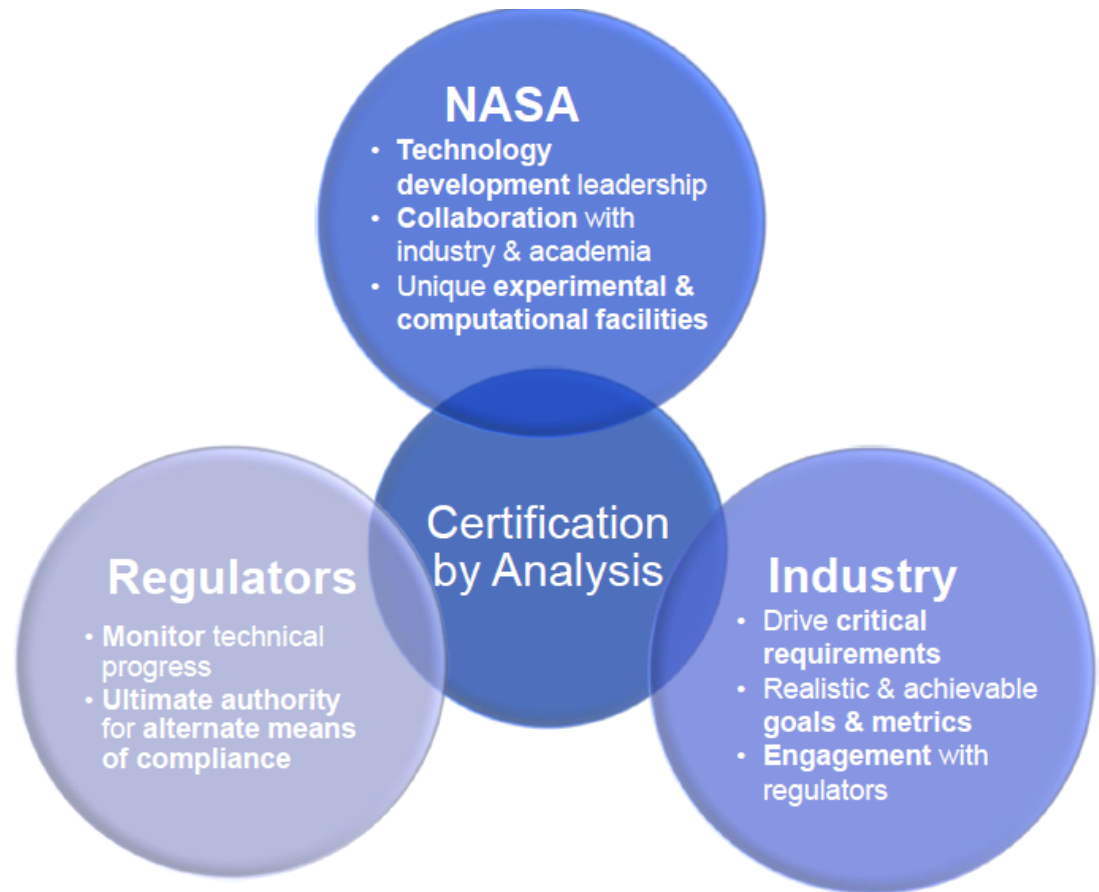 NASA
• Technology
development leadership
• Collaboration with
industry & academia
• Unique experimental &
computational facilities
Certification
by Analysis
Regulators
• Monitor technical
progress
• Ultimate authority
for alternate means
of compliance
Industry
• Drive critical
requirements
• Realistic & achievable
goals & metrics
• Engagement with
regulators